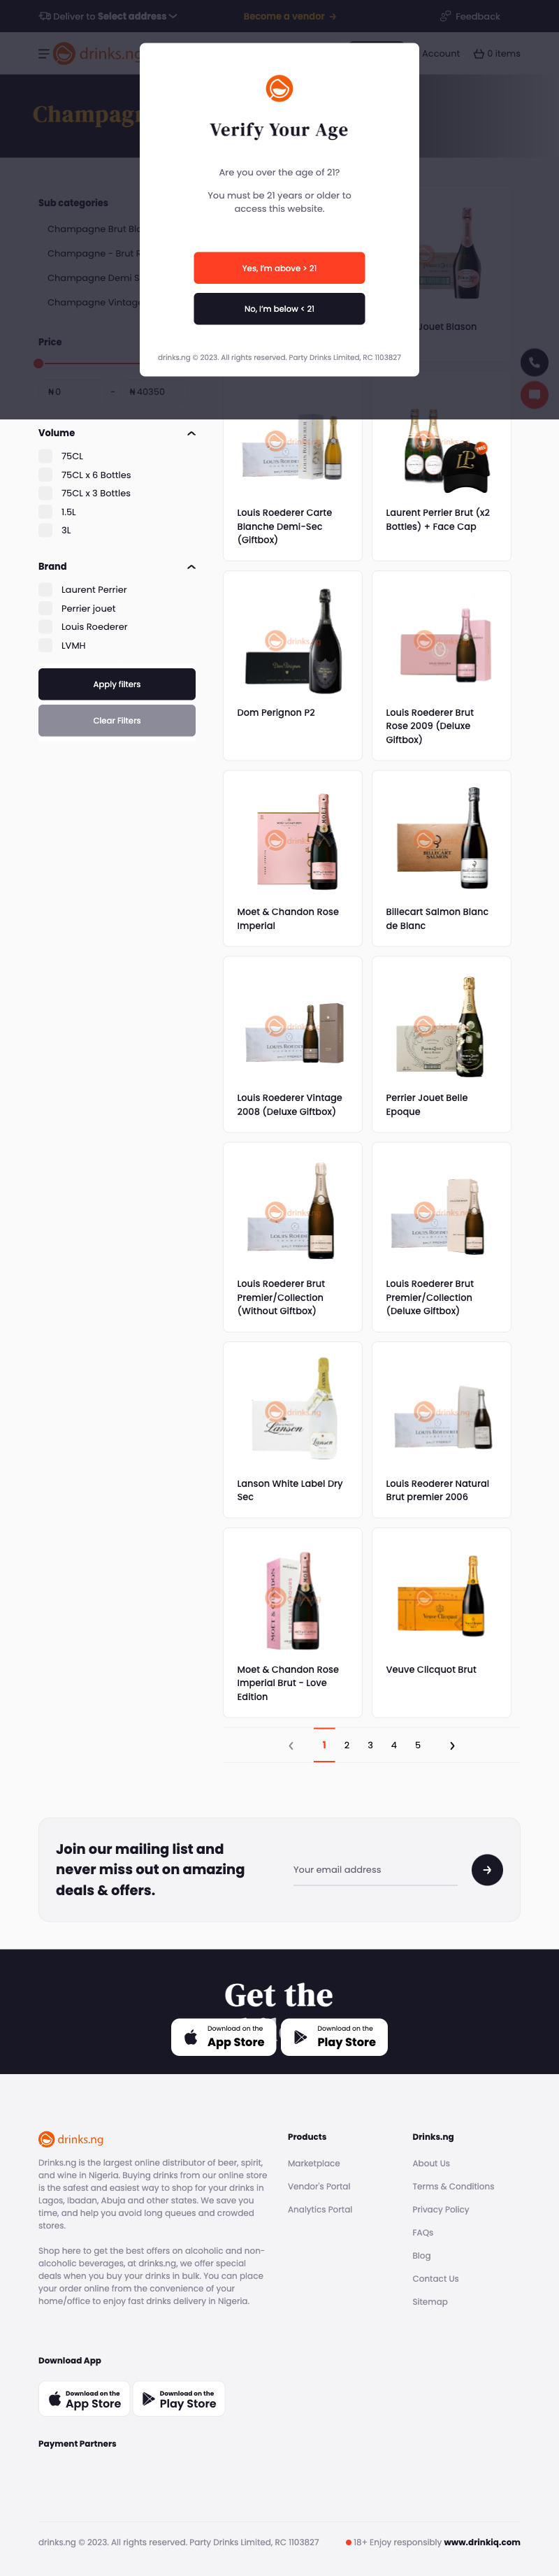 Deliver to Select address
Become a vendor →
Feedback
drinks.ng
Account
0 items
Champag
Verify Your Age
Are you over the age of 21?
You must be 21 years or older to
access this website.
Yes, I'm above > 21
No, I'm below < 21
drinks.ng © 2023. All rights reserved. Party Drinks Limited, RC 1103827
Sub categories
Champagne Brut Bla
Champagne - Brut R
Champagne Demi S
Champagne Vintage
Price
₦0
~
₦40350
Volume
75CL
75CL x 6 Bottles
75CL x 3 Bottles
1.5L
3L
Brand
Laurent Perrier
Perrier jouet
Louis Roederer
LVMH
Apply filters
Clear Filters
Jouet Blason
Louis Roederer Carte
Blanche Demi-Sec
(Giftbox)
Laurent Perrier Brut (x2
Bottles) + Face Cap
Dom Perignon P2
Louis Roederer Brut
Rose 2009 (Deluxe
Giftbox)
Moet & Chandon Rose
Imperial
Billecart Salmon Blanc
de Blanc
Louis Roederer Vintage
2008 (Deluxe Giftbox)
Perrier Jouet Belle
Epoque
Louis Roederer Brut
Premier/Collection
(Without Giftbox)
Louis Roederer Brut
Premier/Collection
(Deluxe Giftbox)
Lanson White Label Dry
Sec
Louis Reoderer Natural
Brut premier 2006
Moet & Chandon Rose
Imperial Brut - Love
Edition
Veuve Clicquot Brut
1 2 3 4 5
Join our mailing list and
never miss out on amazing
deals & offers.
Your email address
Get the
Download on the
App Store
Download on the
Play Store
drinks.ng
Drinks.ng is the largest online distributor of beer, spirit,
and wine in Nigeria. Buying drinks from our online store
is the safest and easiest way to shop for your drinks in
Lagos, Ibadan, Abuja and other states. We save you
time, and help you avoid long queues and crowded
stores.
Shop here to get the best offers on alcoholic and non-
alcoholic beverages, at drinks.ng, we offer special
deals when you buy your drinks in bulk. You can place
your order online from the convenience of your
home/office to enjoy fast drinks delivery in Nigeria.
Products
Marketplace
Vendor's Portal
Analytics Portal
Drinks.ng
About Us
Terms & Conditions
Privacy Policy
FAQs
Blog
Contact Us
Sitemap
Download App
Download on the
App Store
Download on the
Play Store
Payment Partners
drinks.ng © 2023. All rights reserved. Party Drinks Limited, RC 1103827
18+ Enjoy responsibly www.drinkiq.com